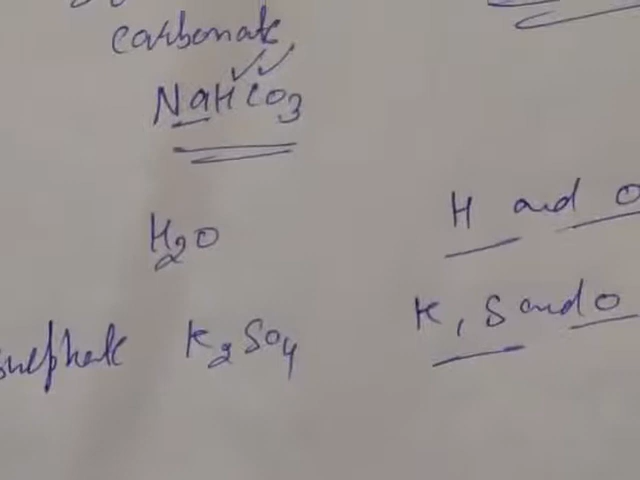 carbonate
NaHCO3
H2O H and O
sulphate K2SO4 K, S and O